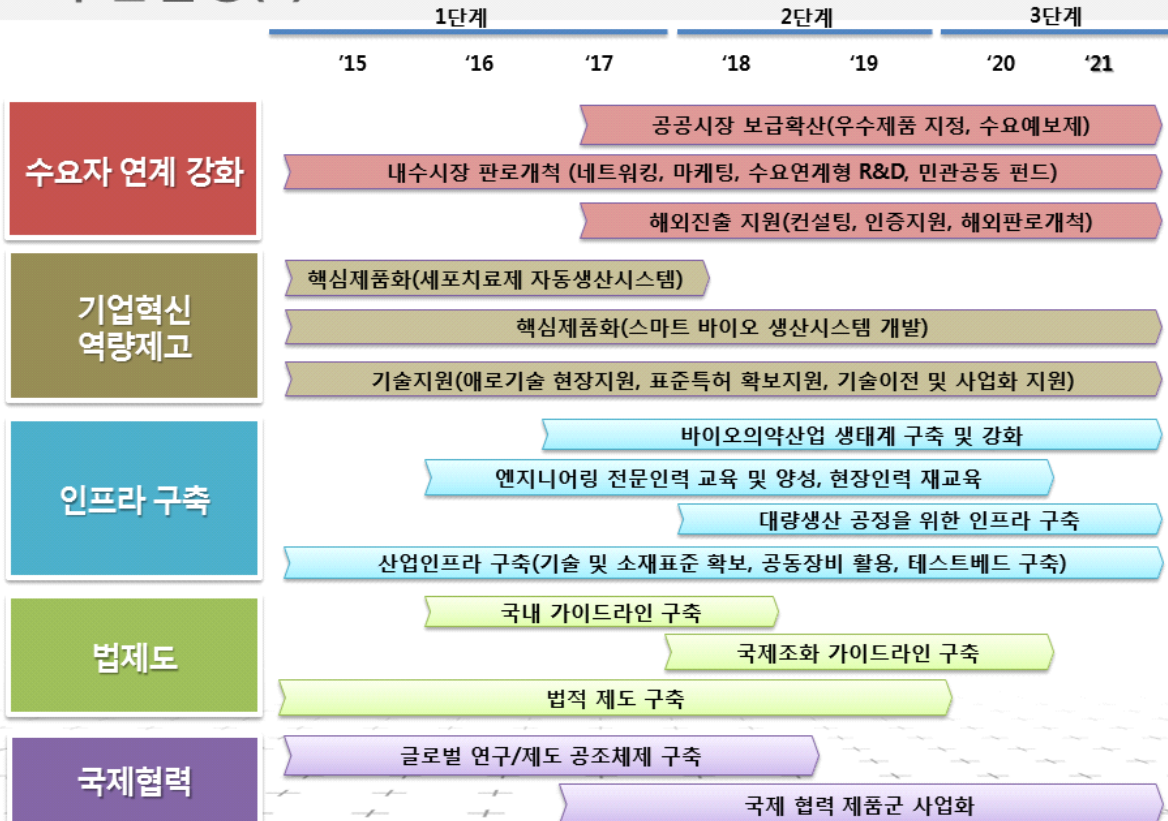 1단계 2단계 3단계
'15 '16 '17 '18 '19 '20 '21
수요자 연계 강화
공공시장 보급확산(우수제품 지정, 수요예보제)
내수시장 판로개척 (네트워킹, 마케팅, 수요연계형 R&D, 민관공동 펀드)
해외진출 지원(컨설팅, 인증지원, 해외판로개척)
기업혁신
역량제고
핵심제품화(세포치료제 자동생산시스템)
핵심제품화(스마트 바이오 생산시스템 개발)
기술지원(애로기술 현장지원, 표준특허 확보지원, 기술이전 및 사업화 지원)
인프라 구축
바이오의약산업 생태계 구축 및 강화
엔지니어링 전문인력 교육 및 양성, 현장인력 재교육
대량생산 공정을 위한 인프라 구축
산업인프라 구축(기술 및 소재표준 확보, 공동장비 활용, 테스트베드 구축)
법제도
국내 가이드라인 구축
국제조화 가이드라인 구축
법적 제도 구축
국제협력
글로벌 연구/제도 공조체제 구축
국제 협력 제품군 사업화